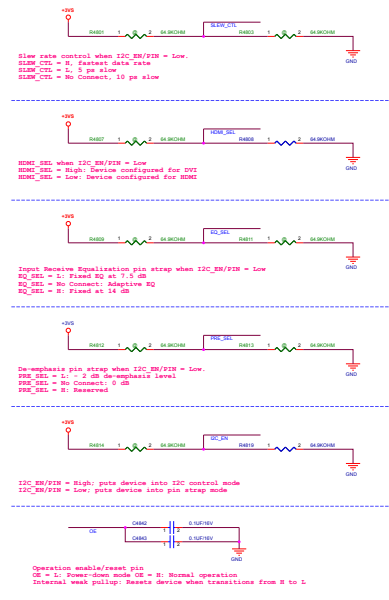 +3VS
SLEW_CTL
R4801 1 @ 2 64.9KOHM R4803 1 @ 2 64.9KOHM
GND
Slew rate control when I2C_EN/PIN = Low.
SLEW_CTL = H, fastest data rate
SLEW_CTL = L, 5 ps slow
SLEW_CTL = No Connect, 10 ps slow
+3VS
HDMI_SEL
R4807 1 @ 2 64.9KOHM R4808 1 2 64.9KOHM
GND
HDMI_SEL when I2C_EN/PIN = Low
HDMI_SEL = High: Device configured for DVI
HDMI_SEL = Low: Device configured for HDMI
+3VS
EQ_SEL
R4809 1 @ 2 64.9KOHM R4811 1 @ 2 64.9KOHM
GND
Input Receive Equalization pin strap when I2C_EN/PIN = Low
EQ_SEL = L: Fixed EQ at 7.5 dB
EQ_SEL = No Connect: Adaptive EQ
EQ_SEL = H: Fixed at 14 dB
+3VS
PRE_SEL
R4812 1 @ 2 64.9KOHM R4813 1 @ 2 64.9KOHM
GND
De-emphasis pin strap when I2C_EN/PIN = Low.
PRE_SEL = L: - 2 dB de-emphasis level
PRE_SEL = No Connect: 0 dB
PRE_SEL = H: Reserved
+3VS
I2C_EN
R4814 1 @ 2 64.9KOHM R4819 1 2 64.9KOHM
GND
I2C_EN/PIN = High; puts device into I2C control mode
I2C_EN/PIN = Low; puts device into pin strap mode
C4842 0.1UF/16V
OE 1 2
C4843 0.1UF/16V
1 2
GND
Operation enable/reset pin
OE = L: Power-down mode OE = H: Normal operation
Internal weak pullup: Resets device when transitions from H to L